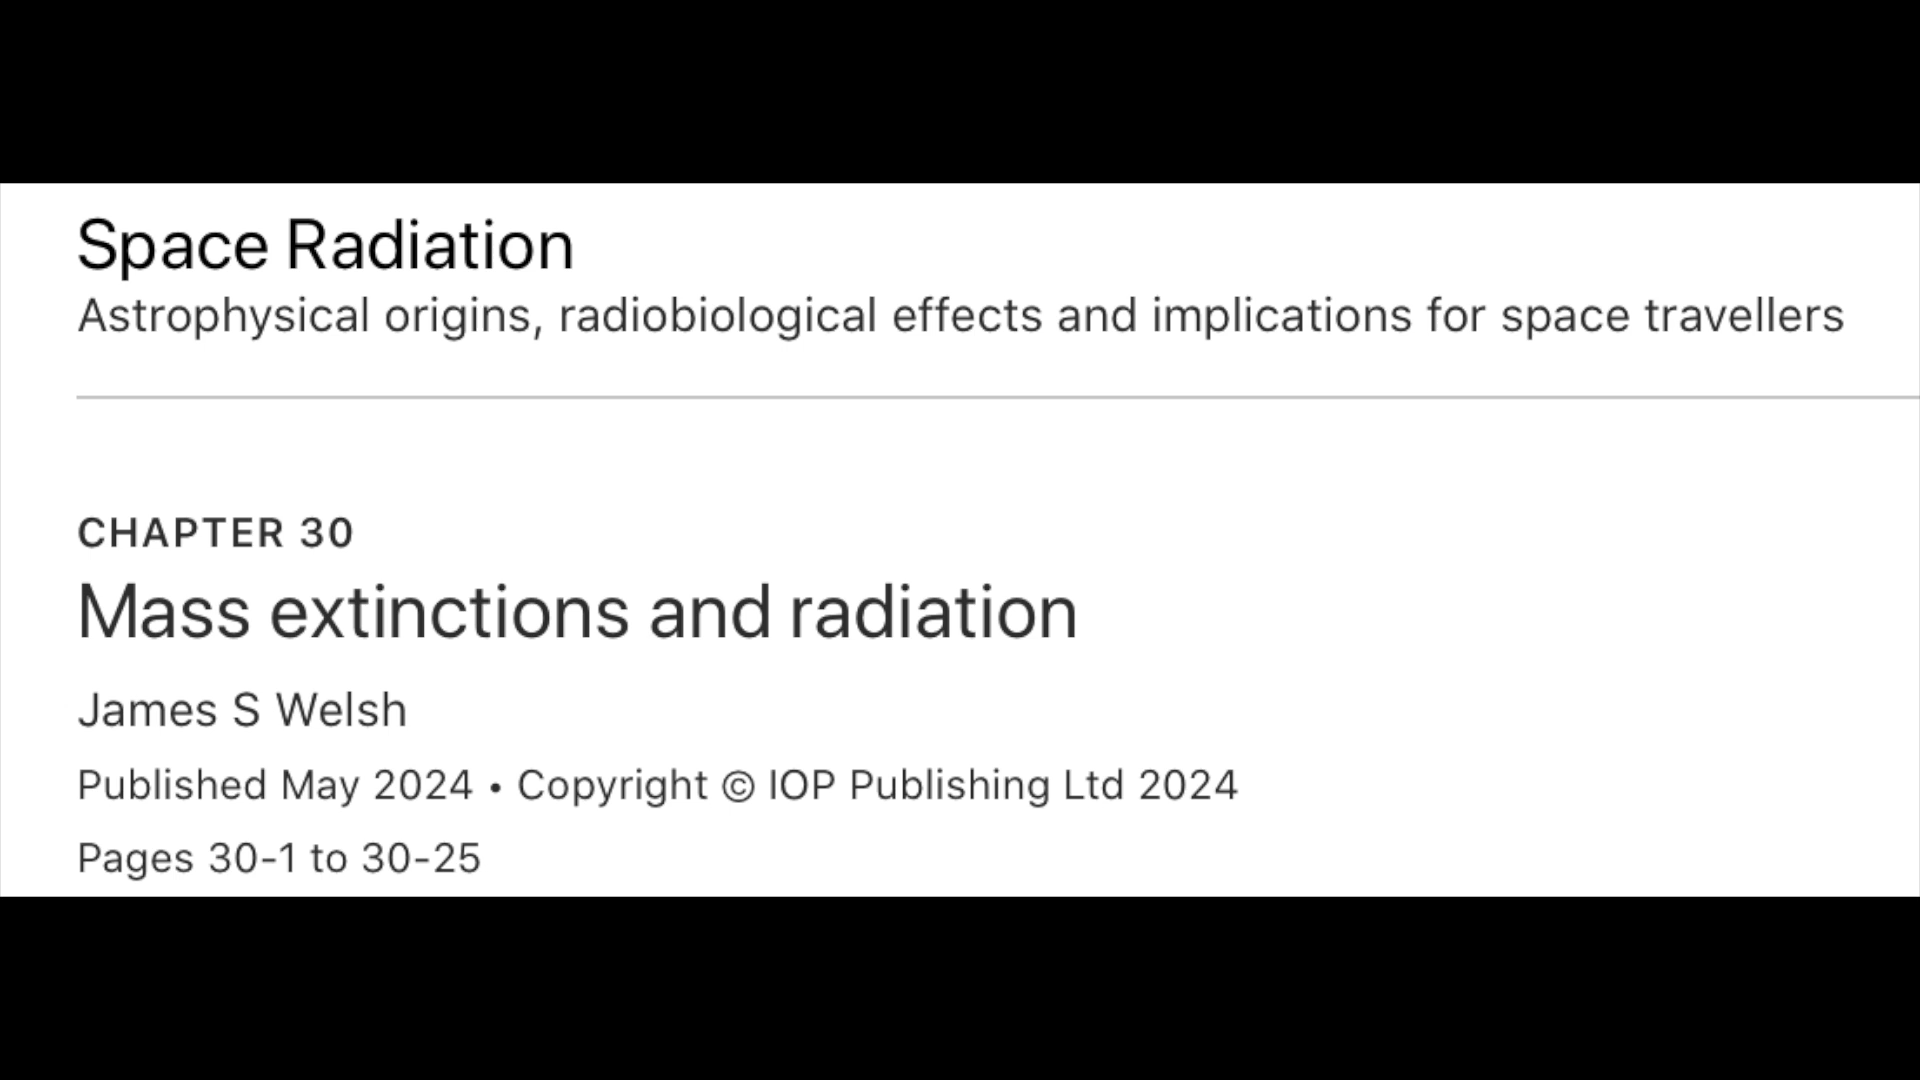 Space Radiation
Astrophysical origins, radiobiological effects and implications for space travellers
CHAPTER 30
Mass extinctions and radiation
James S Welsh
Published May 2024 • Copyright © IOP Publishing Ltd 2024
Pages 30-1 to 30-25